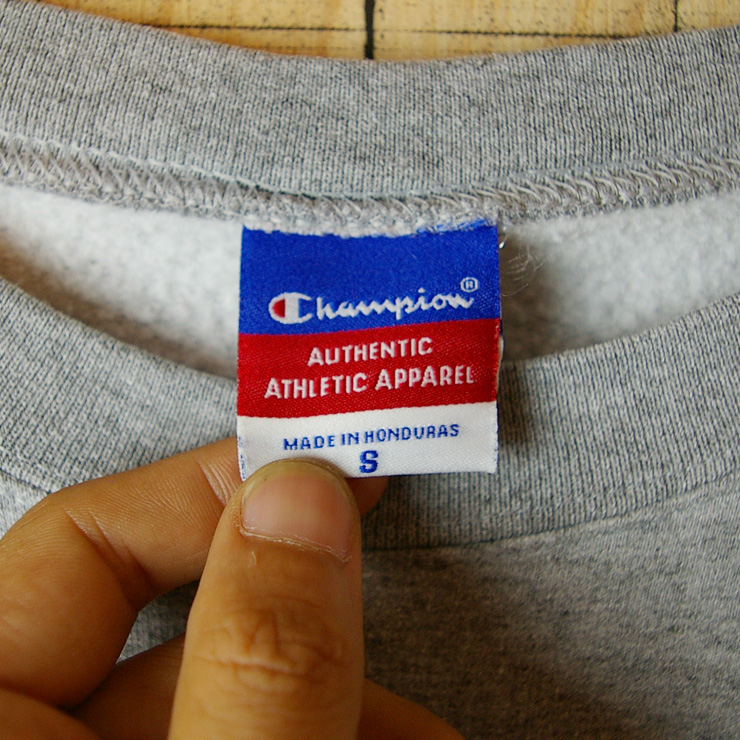 Champion®
AUTHENTIC
ATHLETIC APPAREL
MADE IN HONDURAS
S